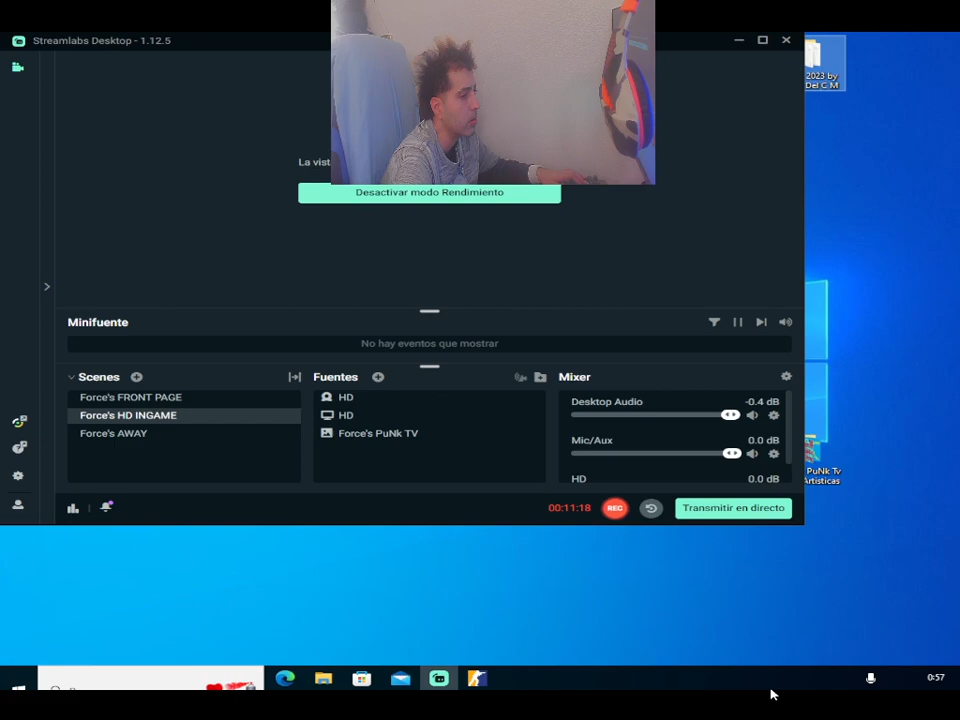 Streamlabs Desktop - 1.12.5
2023 by
Del C M
La vist
Desactivar modo Rendimiento
Minifuente
No hay eventos que mostrar
Scenes
Force's FRONT PAGE
Force's HD INGAME
Force's AWAY
Fuentes
HD
HD
Force's PuNk TV
Mixer
Desktop Audio -0.4 dB
Mic/Aux 0.0 dB
HD 0.0 dB
PuNk Tv
Artisticas
00:11:18
REC
Transmitir en directo
0:57